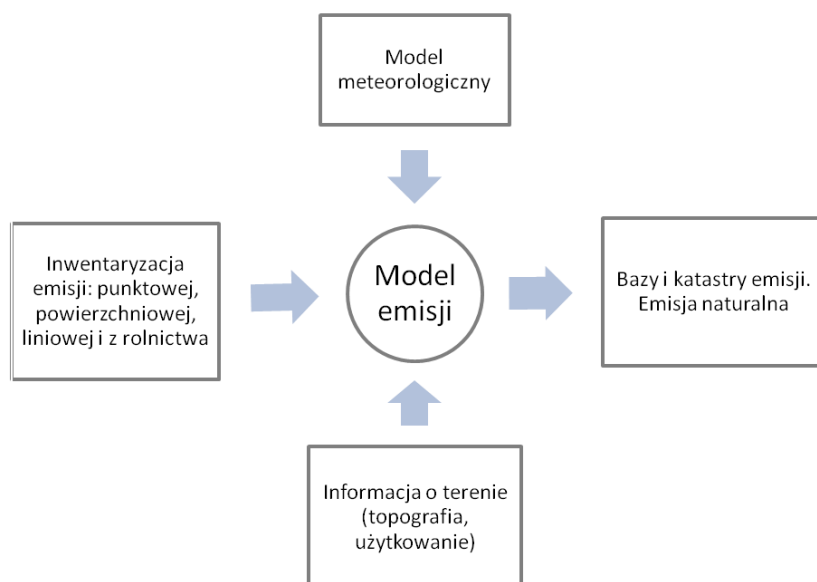 Model
meteorologiczny
Inwentaryzacja
emisji: punktowej,
powierzchniowej,
liniowej i z rolnictwa
Model
emisji
Bazy i katastry emisji.
Emisja naturalna
Informacja o terenie
(topografia,
użytkowanie)